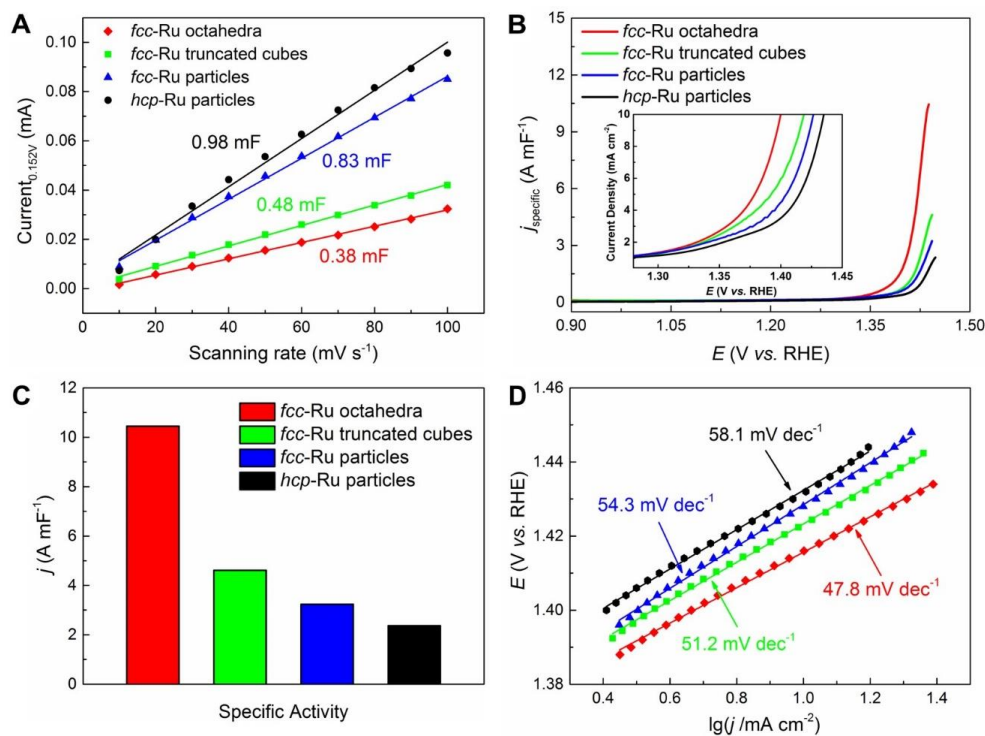 A
fcc-Ru octahedra
fcc-Ru truncated cubes
fcc-Ru particles
hcp-Ru particles
0.98 mF
0.83 mF
0.48 mF
0.38 mF
0.10
0.08
0.06
0.04
0.02
0.00
Current0.152V (mA)
0 20 40 60 80 100
Scanning rate (mV s-1)
B
fcc-Ru octahedra
fcc-Ru truncated cubes
fcc-Ru particles
hcp-Ru particles
15
12
9
6
3
0
jspecific (A mF-1)
10
8
6
4
2
Current Density (mA cm-2)
1.30 1.35 1.40 1.45
E (V vs. RHE)
0.90 1.05 1.20 1.35 1.50
E (V vs. RHE)
C
fcc-Ru octahedra
fcc-Ru truncated cubes
fcc-Ru particles
hcp-Ru particles
12
10
8
6
4
2
0
j (A mF-1)
Specific Activity
D
58.1 mV dec-1
54.3 mV dec-1
47.8 mV dec-1
51.2 mV dec-1
1.46
1.44
1.42
1.40
1.38
E (V vs. RHE)
0.4 0.6 0.8 1.0 1.2 1.4
lg(j /mA cm-2)